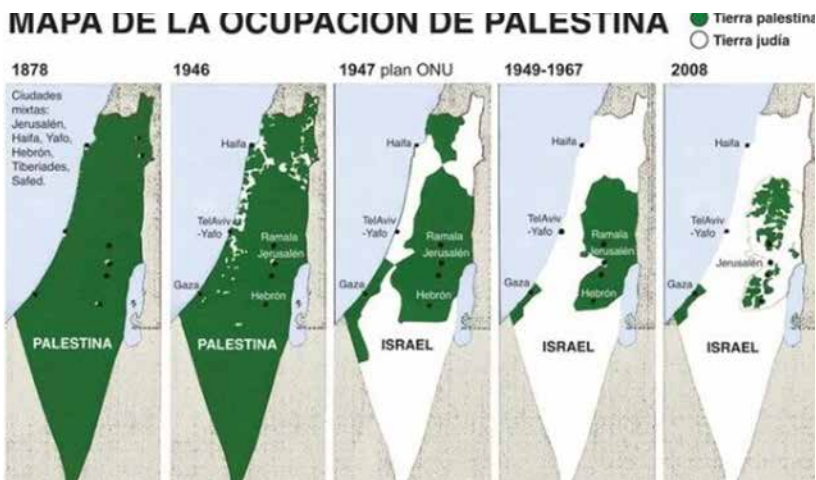 MAPA DE LA OCUPACION DE PALESTINA
Tierra palestina
Tierra judía
1878
1946
1947 plan ONU
1949-1967
2008
Ciudades
mixtas:
Jerusalén,
Haifa, Yafo,
Hebrón,
Tiberiades,
Safed.
PALESTINA
Haifa
TelAviv
-Yafo
Ramala
Jerusalén
Gaza
Hebrón
PALESTINA
Haifa
TelAviv
-Yafo
Ramala
Jerusalén
Gaza
Hebrón
ISRAEL
Haifa
TelAviv
-Yafo
Ramala
Jerusalén
Gaza
Hebrón
ISRAEL
Haifa
TelAviv
-Yafo
Jerusalén
Gaza
ISRAEL